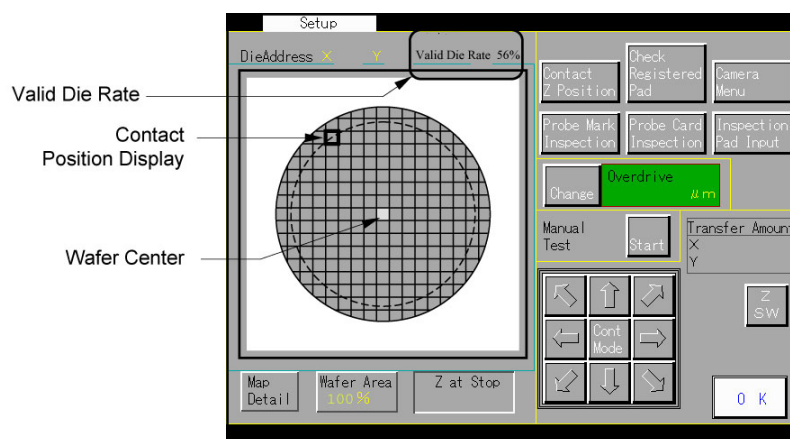 Setup
DieAddress X Y Valid Die Rate 56%
Valid Die Rate
Contact
Position Display
Wafer Center
Contact
Z Position
Check
Registered
Pad
Camera
Menu
Probe Mark
Inspection
Probe Card
Inspection
Inspection
Pad Input
Change
Overdrive
μm
Manual
Test
Start
Transfer Amoun
X
Y
Cont
Mode
Z
SW
Map
Detail
Wafer Area
100%
Z at Stop
OK